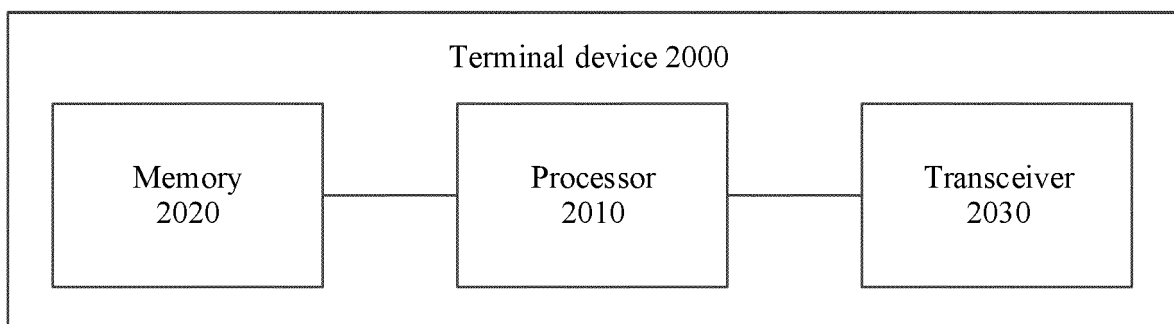 Terminal device 2000
Memory
2020
Processor
2010
Transceiver
2030